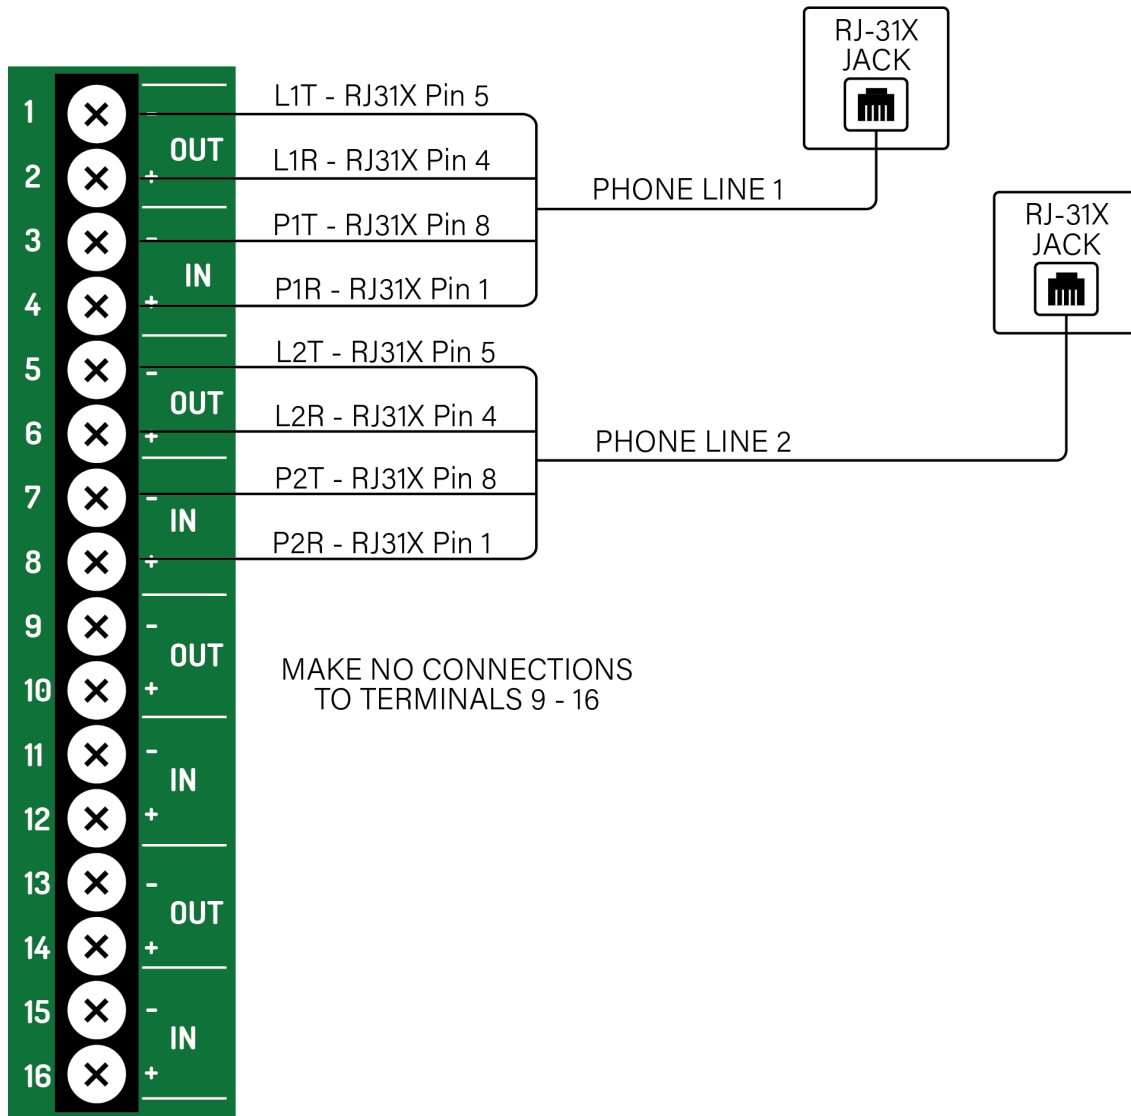 RJ-31X
JACK
1
L1T - RJ31X Pin 5
-
OUT
2
L1R - RJ31X Pin 4
+
PHONE LINE 1
3
P1T - RJ31X Pin 8
-
IN
4
P1R - RJ31X Pin 1
+
RJ-31X
JACK
5
L2T - RJ31X Pin 5
-
OUT
6
L2R - RJ31X Pin 4
+
PHONE LINE 2
7
P2T - RJ31X Pin 8
-
IN
8
P2R - RJ31X Pin 1
+
9
-
OUT
MAKE NO CONNECTIONS
TO TERMINALS 9 - 16
10
+
11
-
IN
12
+
13
-
OUT
14
+
15
-
IN
16
+